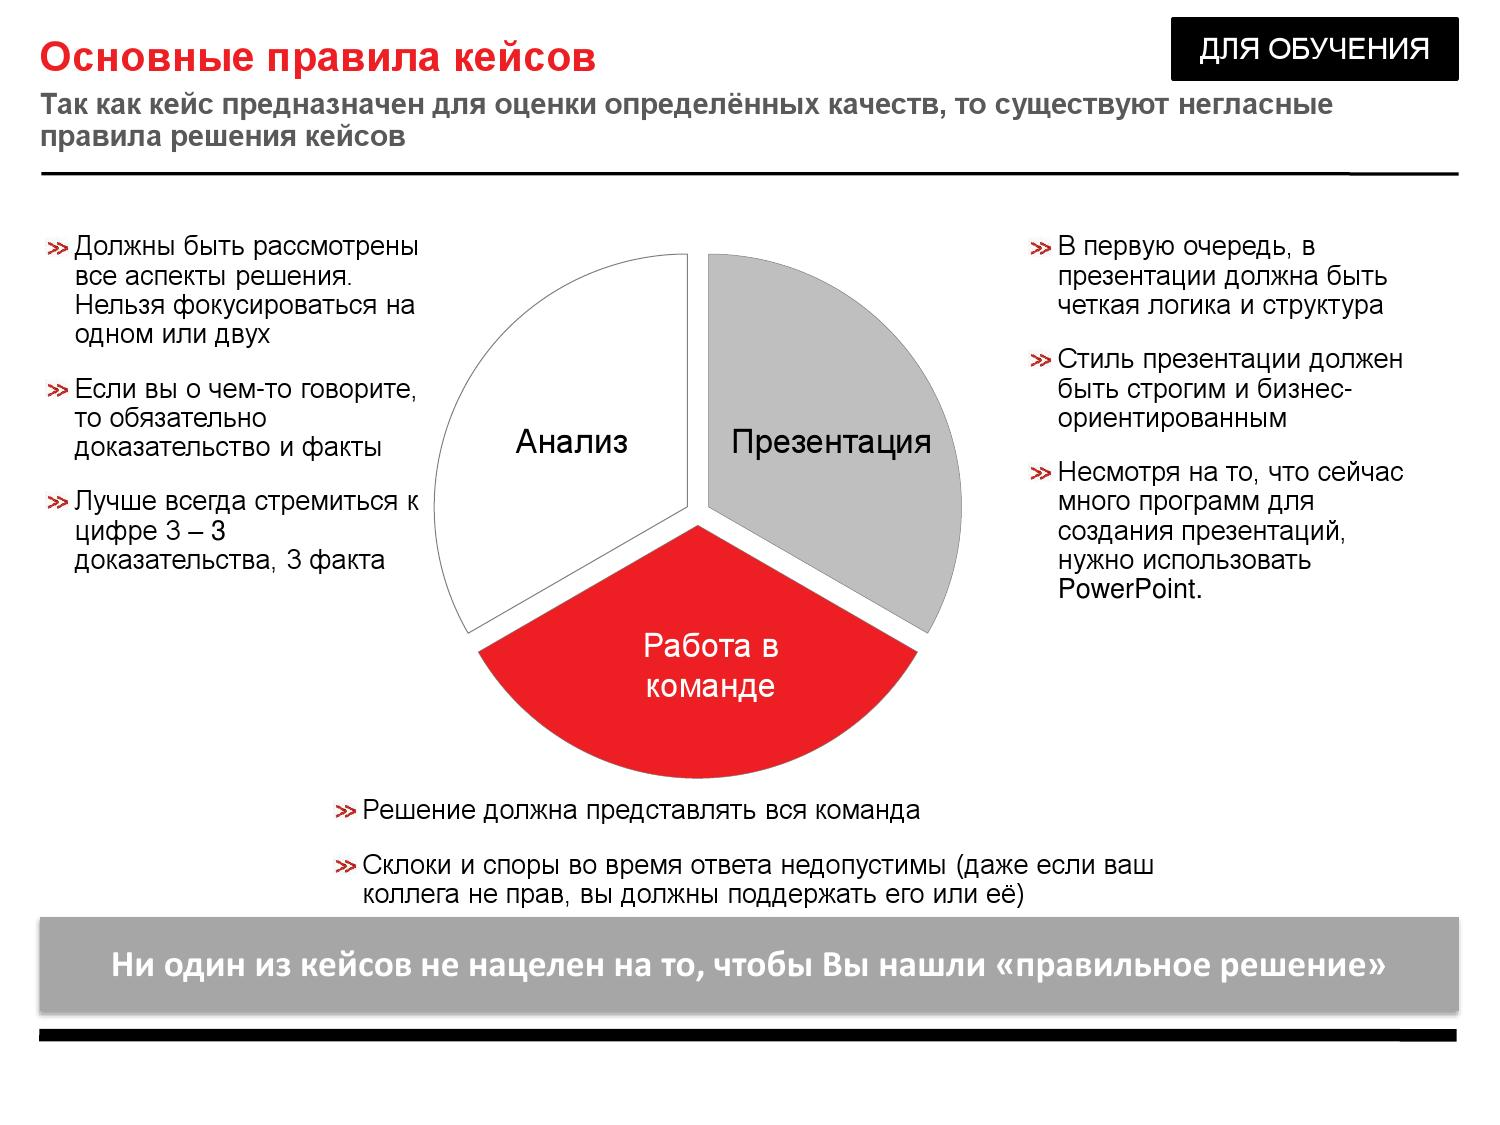 Основные правила кейсов
ДЛЯ ОБУЧЕНИЯ
Так как кейс предназначен для оценки определённых качеств, то существуют негласные
правила решения кейсов
>> Должны быть рассмотрены
все аспекты решения.
Нельзя фокусироваться на
одном или двух
>> Если вы о чем-то говорите,
то обязательно
доказательство и факты
>> Лучше всегда стремиться к
цифре 3 – 3
доказательства, 3 факта
Анализ
Презентация
Работа в
команде
>> В первую очередь, в
презентации должна быть
четкая логика и структура
>> Стиль презентации должен
быть строгим и бизнес-
ориентированным
>> Несмотря на то, что сейчас
много программ для
создания презентаций,
нужно использовать
PowerPoint.
>> Решение должна представлять вся команда
>> Склоки и споры во время ответа недопустимы (даже если ваш
коллега не прав, вы должны поддержать его или её)
Ни один из кейсов не нацелен на то, чтобы Вы нашли «правильное решение»